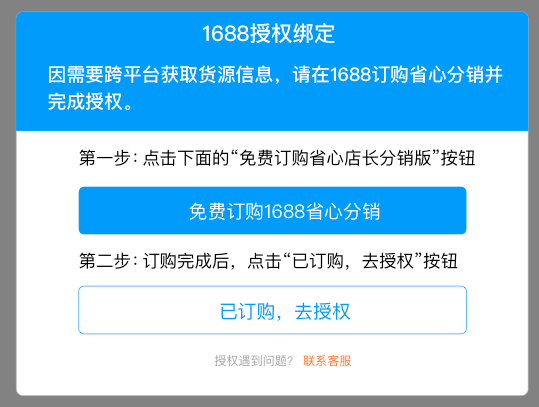 1688授权绑定
因需要跨平台获取货源信息，请在1688订购省心分销并
完成授权。
第一步：点击下面的“免费订购省心店长分销版”按钮
免费订购1688省心分销
第二步：订购完成后，点击“已订购，去授权”按钮
已订购，去授权
授权遇到问题？ 联系客服